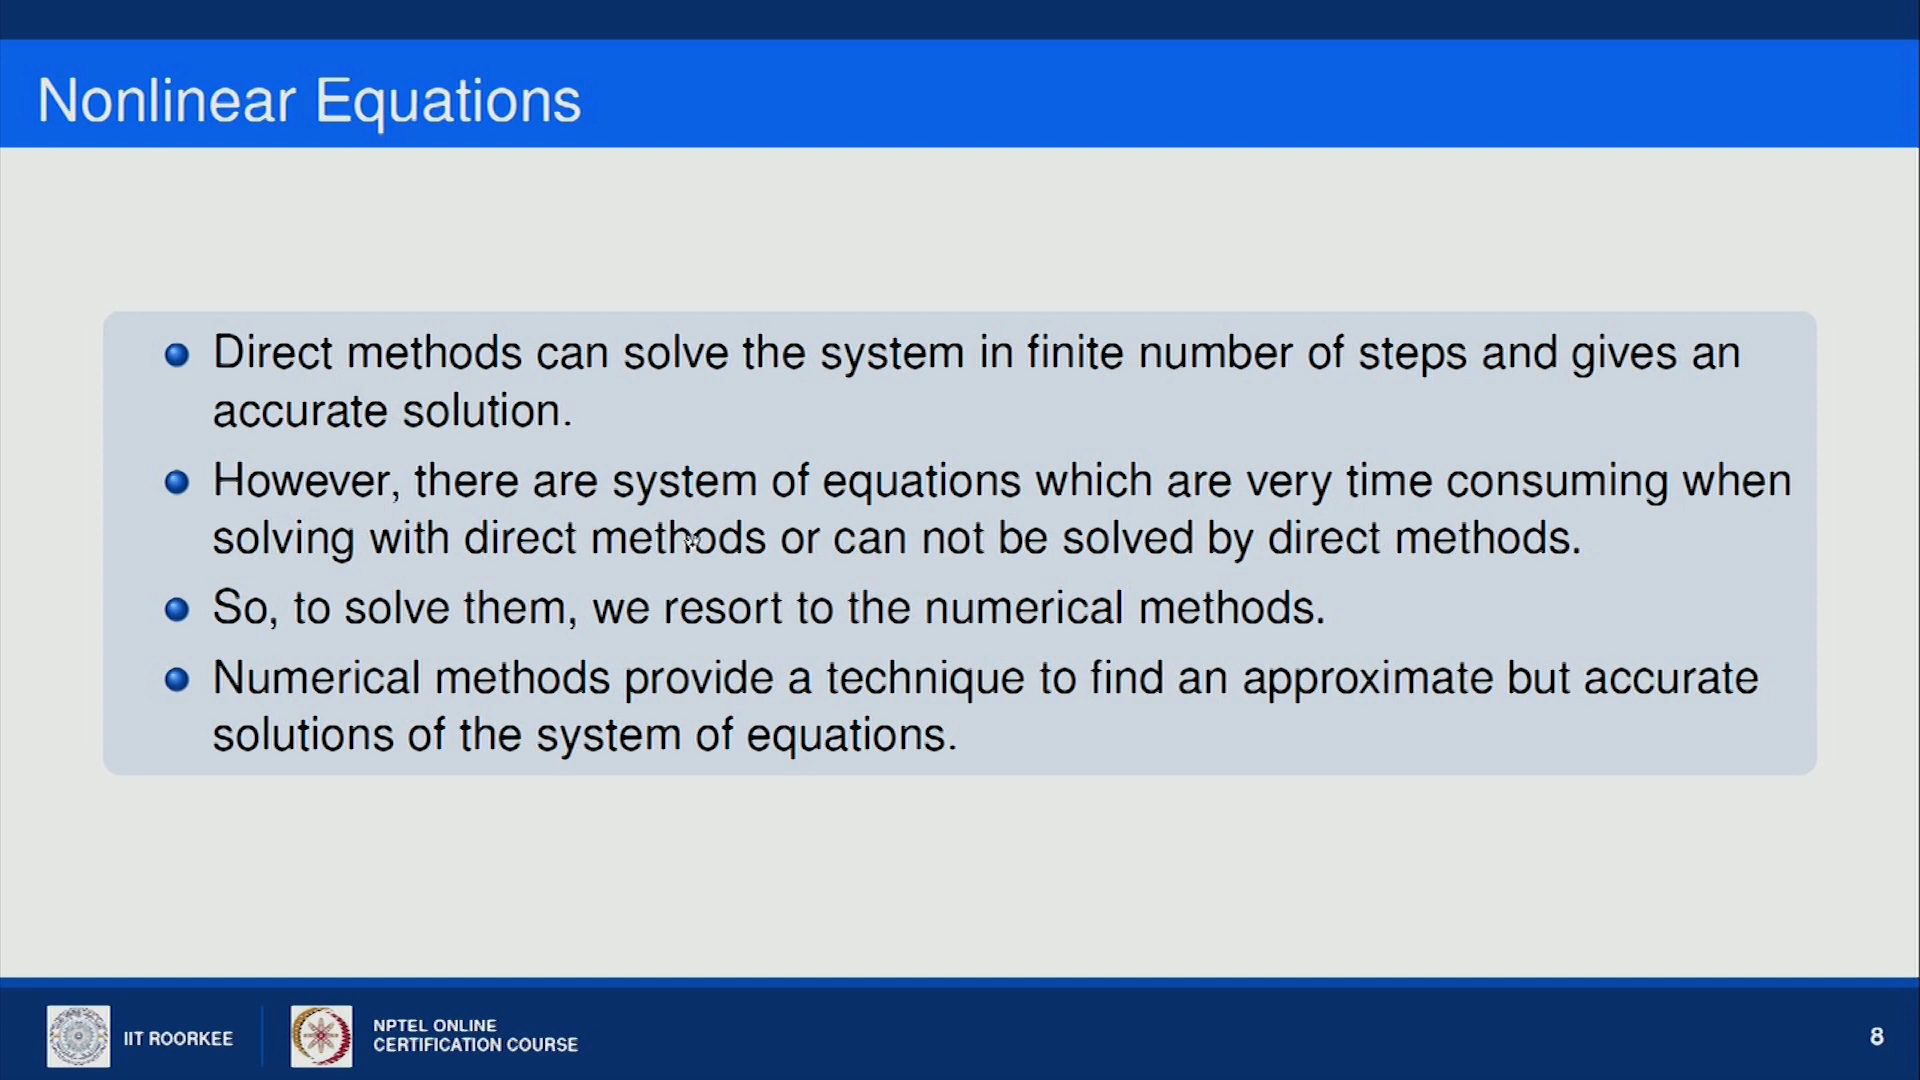 Nonlinear Equations
Direct methods can solve the system in finite number of steps and gives an
accurate solution.
However, there are system of equations which are very time consuming when
solving with direct methods or can not be solved by direct methods.
So, to solve them, we resort to the numerical methods.
Numerical methods provide a technique to find an approximate but accurate
solutions of the system of equations.
IIT ROORKEE
NPTEL ONLINE
CERTIFICATION COURSE
8